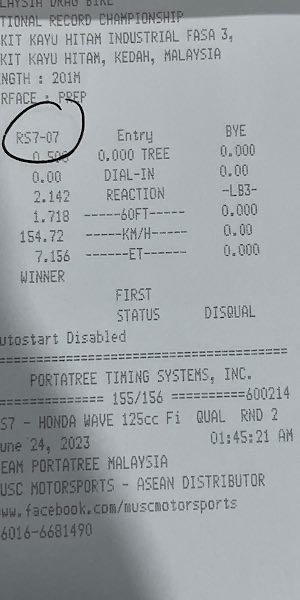 LAYSIA DRAG BIKE
TIONAL RECORD CHAMPIONSHIP
KIT KAYU HITAM INDUSTRIAL FASA 3,
KIT KAYU HITAM, KEDAH, MALAYSIA
NGTH : 201M
RFACE : PREP
RS7-07 Entry BYE
0.500 0.000 TREE 0.000
0.00 DIAL-IN 0.00
2.142 REACTION -LB3-
1.718 -----60FT----- 0.000
154.72 -----KM/H----- 0.00
7.156 ------ET----- 0.000
WINNER
FIRST
STATUS DISQUAL
utostart Disabled
====================================
PORTATREE TIMING SYSTEMS, INC.
============= 155/156 ==========600214
S7 - HONDA WAVE 125cc Fi QUAL RND 2
une 24, 2023 01:45:21 AM
EAM PORTATREE MALAYSIA
USC MOTORSPORTS - ASEAN DISTRIBUTOR
ww.facebook.com/muscmotorsports
6016-6681490